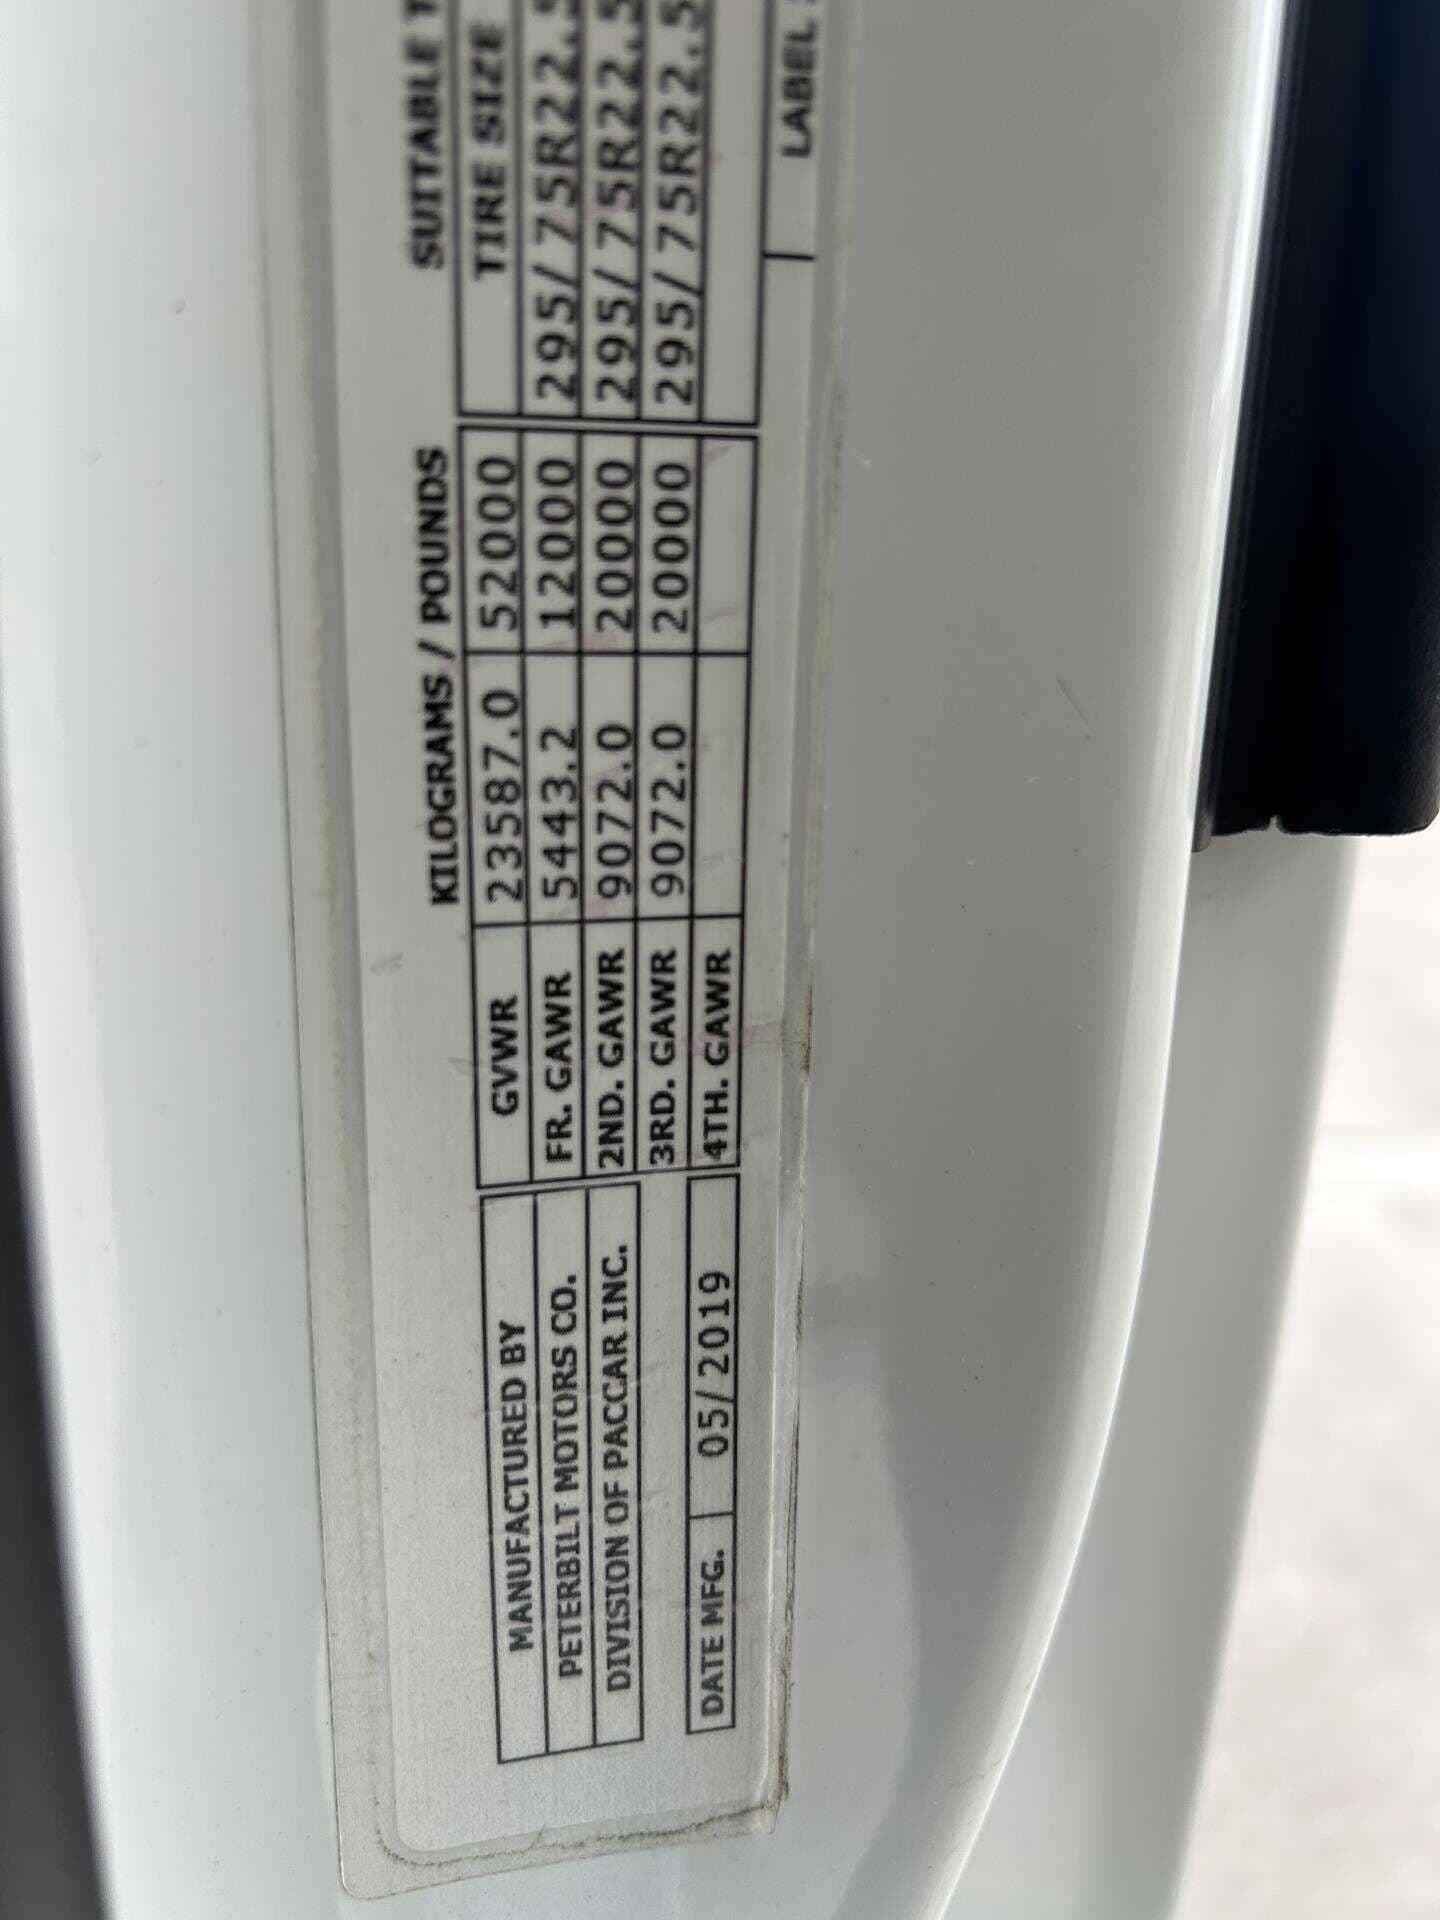 KILOGRAMS / POUNDS SUITABLE
MANUFACTURED BY GVWR 23587.0 52000 TIRE SIZE
PETERBILT MOTORS CO. FR. GAWR 5443.2 12000 295/75R22.5
DIVISION OF PACCAR INC. 2ND. GAWR 9072.0 20000 295/75R22.5
3RD. GAWR 9072.0 20000 295/75R22.5
DATE MFG. 05/2019 4TH. GAWR
LABEL